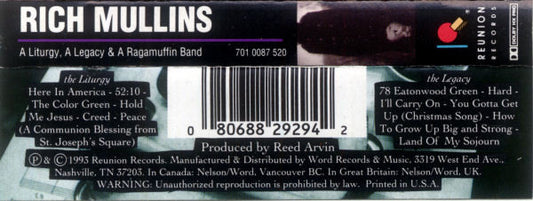 RICH MULLINS
A Liturgy, A Legacy & A Ragamuffin Band
701 0087 520
REUNION
RECORDS
DOLBY HX PRO
the Liturgy
Here In America - 52:10 -
The Color Green - Hold
Me Jesus - Creed - Peace
(A Communion Blessing from
St. Joseph's Square)
0 80688 29294 2
the Legacy
78 Eatonwood Green - Hard -
I'll Carry On - You Gotta Get
Up (Christmas Song) - How
To Grow Up Big and Strong -
Land Of My Sojourn
Produced by Reed Arvin
℗ & © 1993 Reunion Records. Manufactured & Distributed by Word Records & Music, 3319 West End Ave.,
Nashville, TN 37203. In Canada: Nelson/Word, Vancouver BC. In Great Britain: Nelson/Word, UK.
WARNING: Unauthorized reproduction is prohibited by law. Printed in U.S.A.